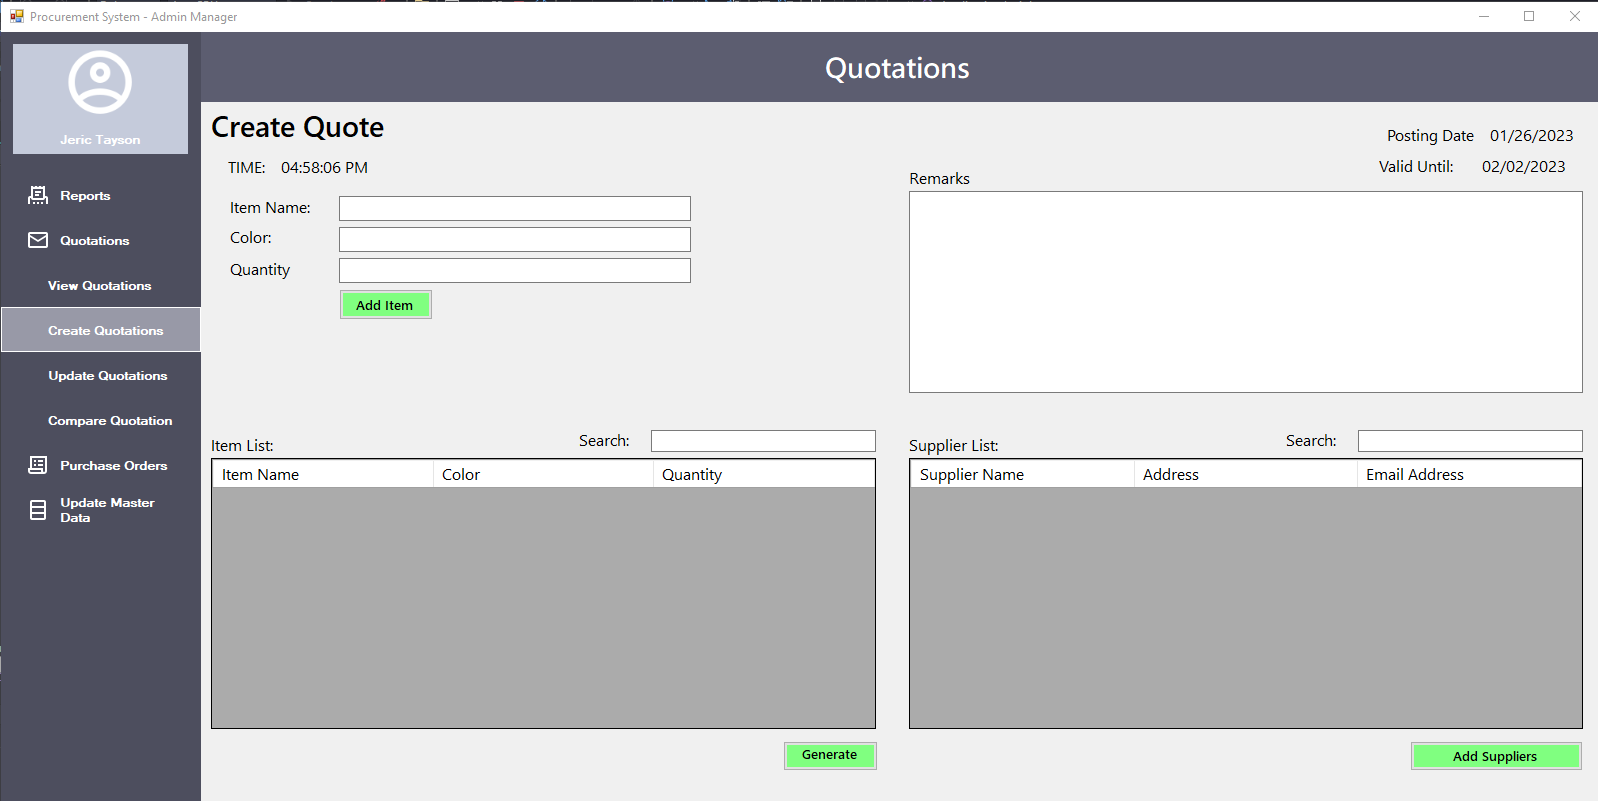 Procurement System - Admin Manager
Jeric Tayson
Reports
Quotations
View Quotations
Create Quotations
Update Quotations
Compare Quotation
Purchase Orders
Update Master
Data
Quotations
Create Quote
TIME: 04:58:06 PM
Posting Date 01/26/2023
Valid Until: 02/02/2023
Item Name:
Color:
Quantity
Add Item
Remarks
Item List:
Search:
Item Name Color Quantity
Generate
Supplier List:
Search:
Supplier Name Address Email Address
Add Suppliers